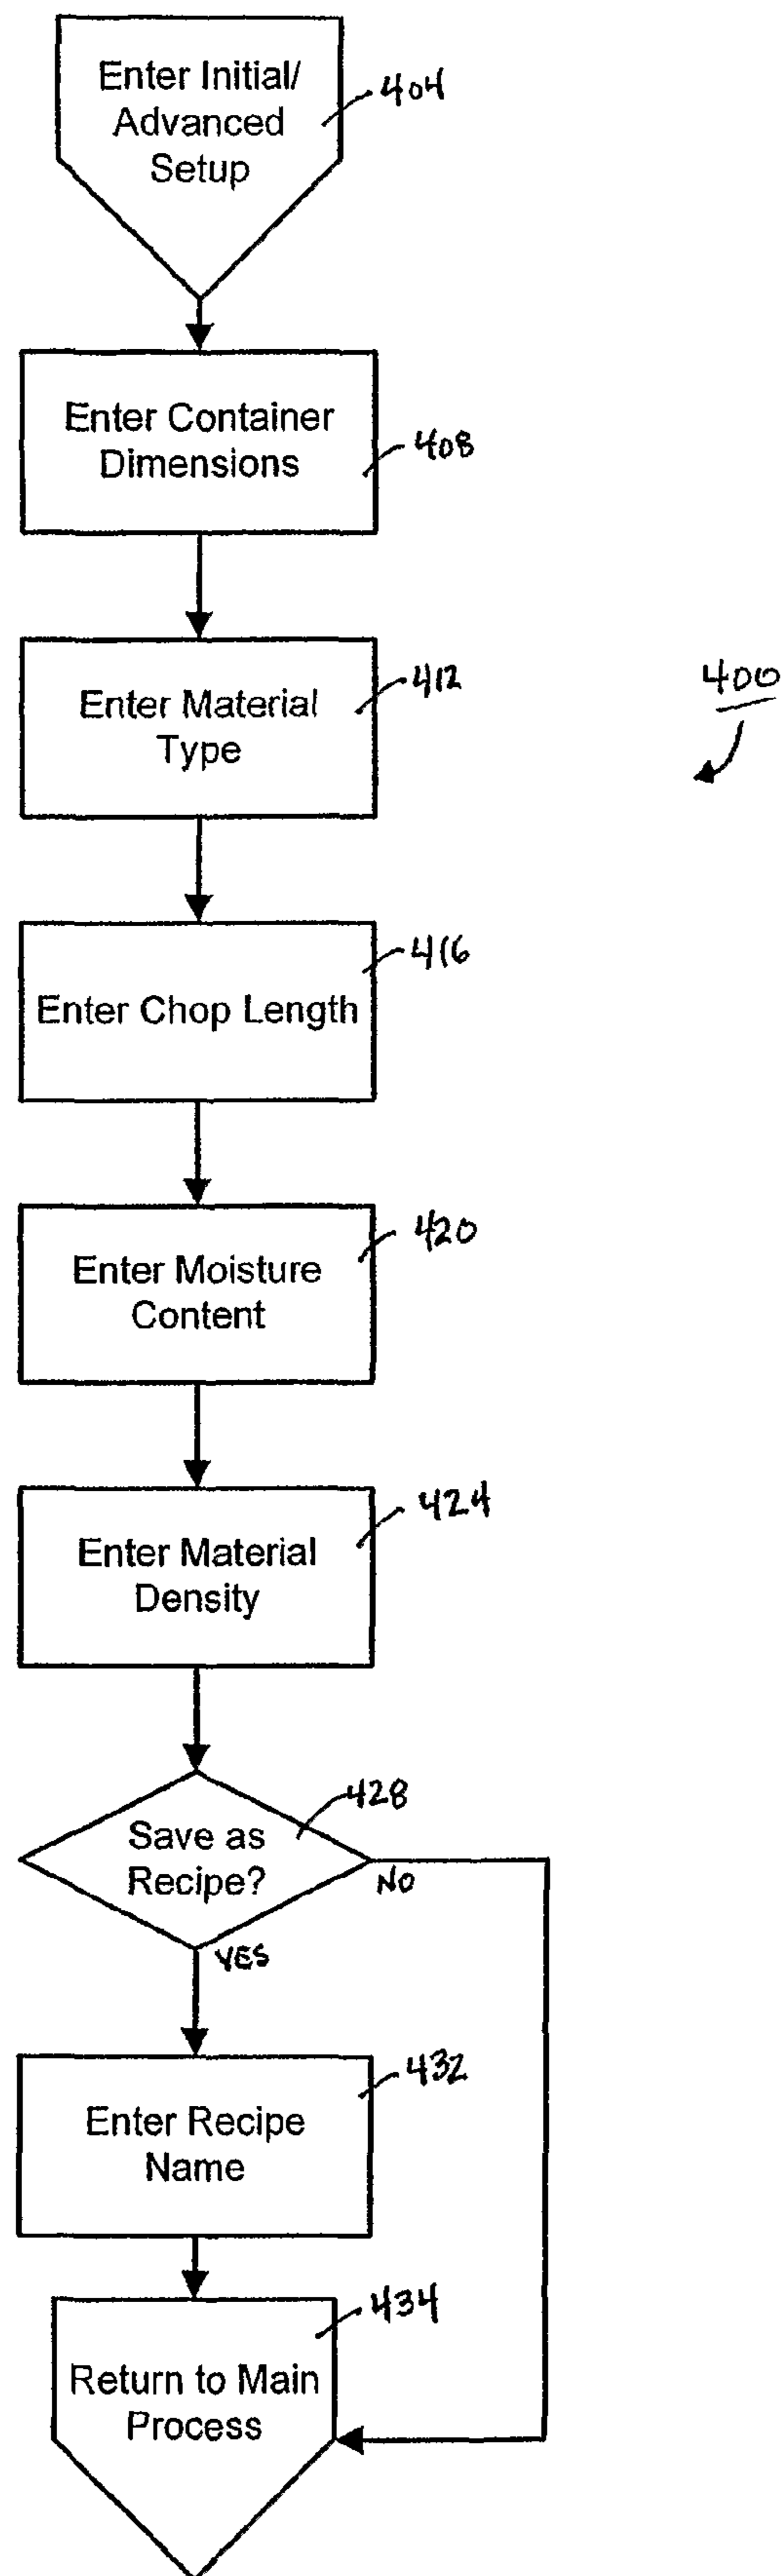 Enter Initial/
Advanced
Setup
404
Enter Container
Dimensions
408
Enter Material
Type
412
400
Enter Chop Length
416
Enter Moisture
Content
420
Enter Material
Density
424
Save as
Recipe?
428
NO
YES
Enter Recipe
Name
432
Return to Main
Process
434